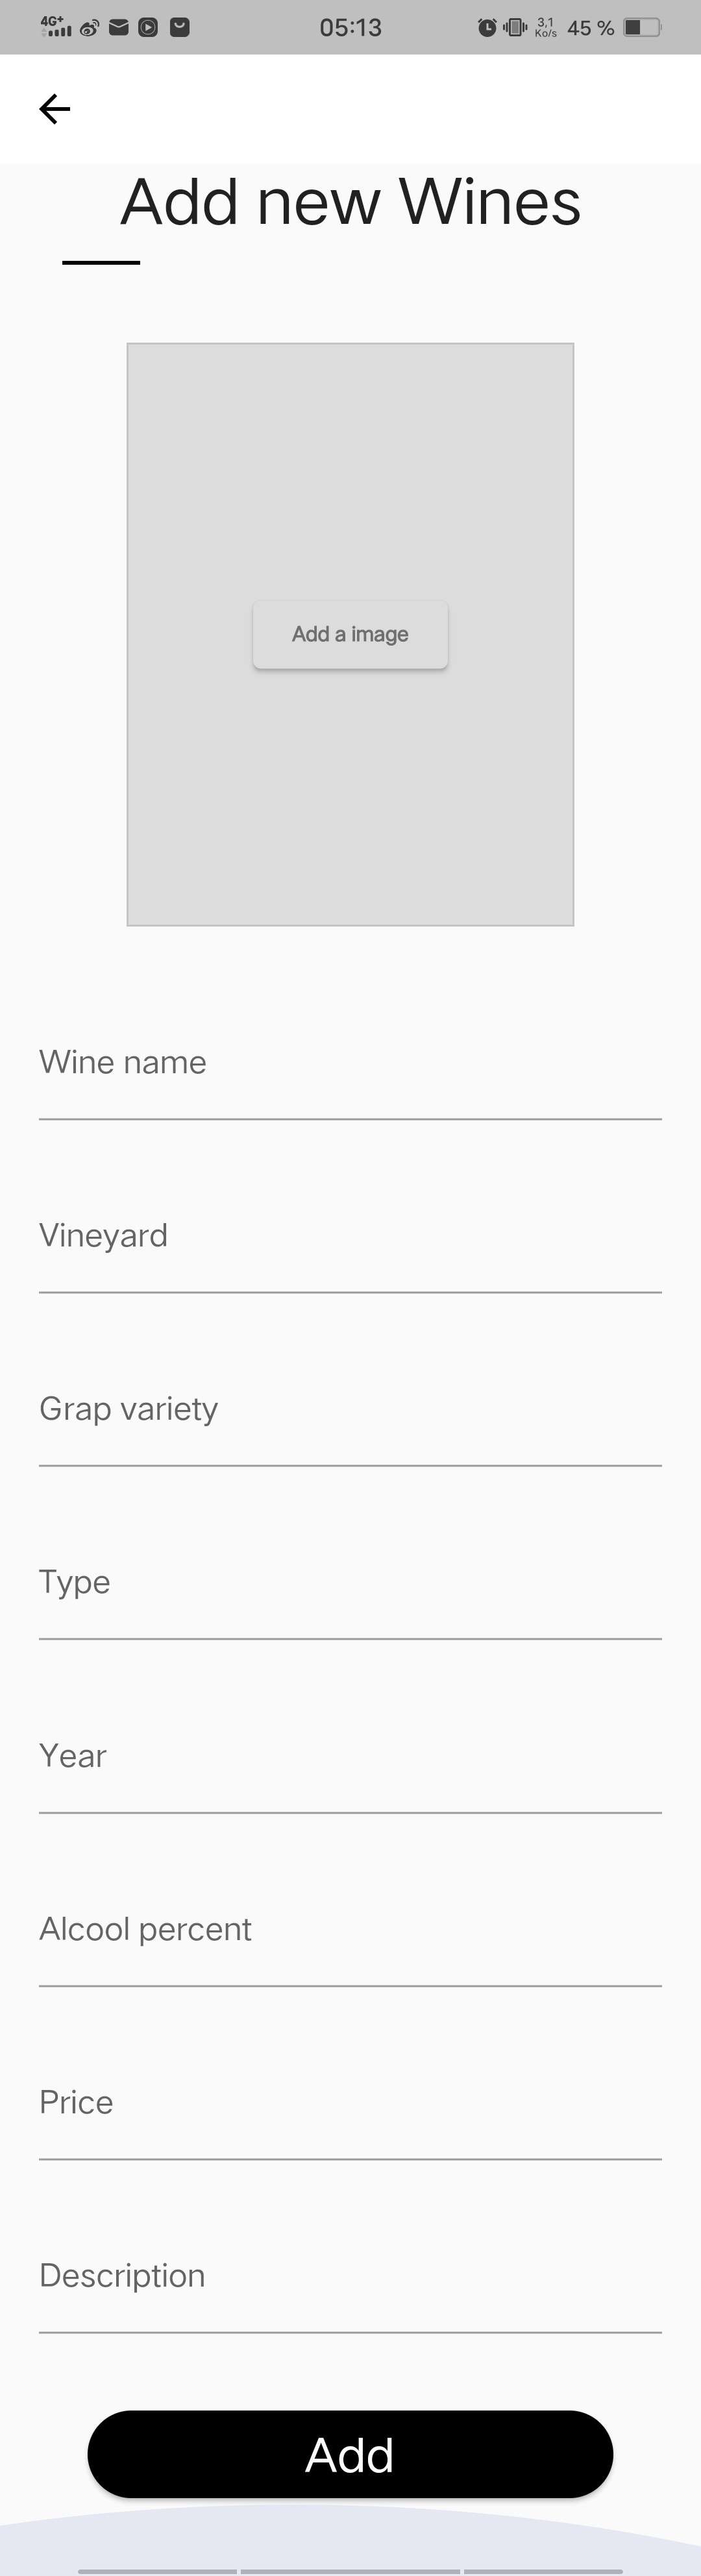 4G+ 05:13 3,1 Ko/s 45 %
Add new Wines
Add a image
Wine name
Vineyard
Grap variety
Type
Year
Alcool percent
Price
Description
Add